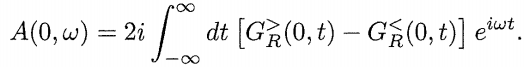 A(0, ω) = 2i ∫_{-∞}^{∞} dt [G_R^>(0, t) − G_R^<(0, t)] e^{iωt}.